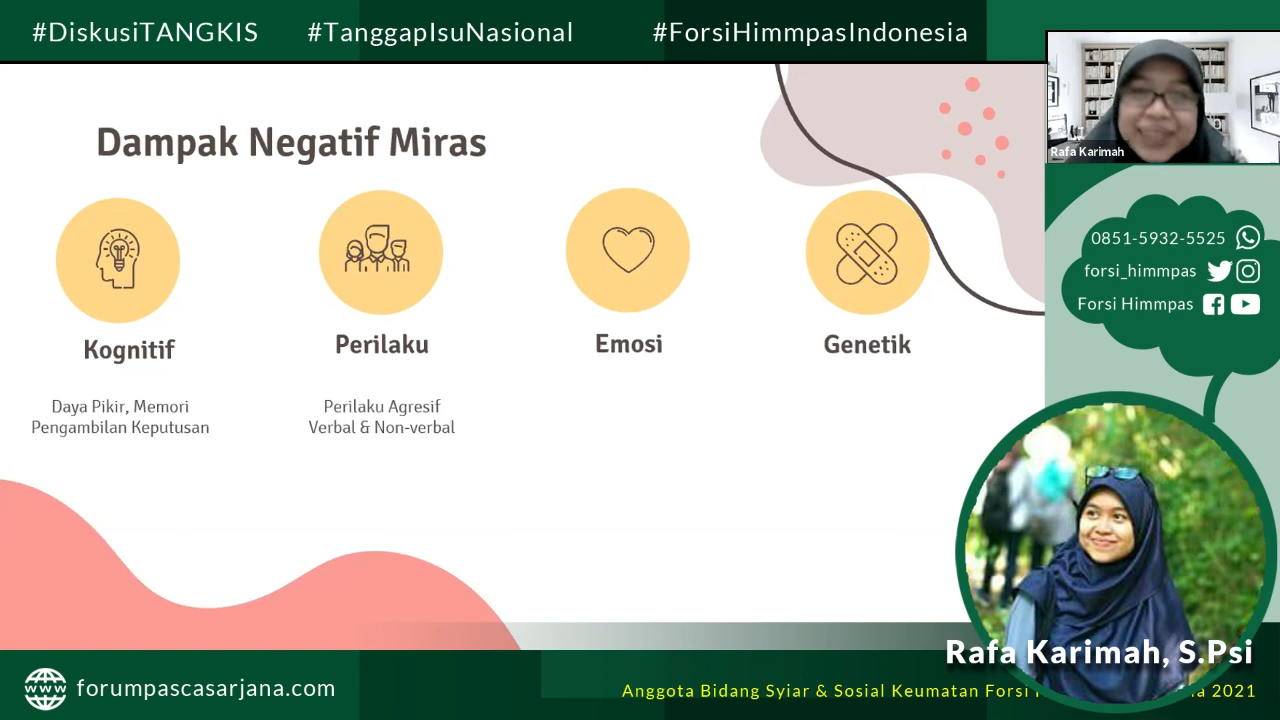 #DiskusiTANGKIS
#TanggapIsuNasional
#ForsiHimmpasIndonesia
Rafa Karimah
Dampak Negatif Miras
Kognitif
Perilaku
Emosi
Genetik
Daya Pikir, Memori
Pengambilan Keputusan
Perilaku Agresif
Verbal & Non-verbal
0851-5932-5525
forsi_himmpas
Forsi Himmpas
Rafa Karimah, S.Psi
www
forumpascasarjana.com
Anggota Bidang Syiar & Sosial Keumatan Forsi 2021